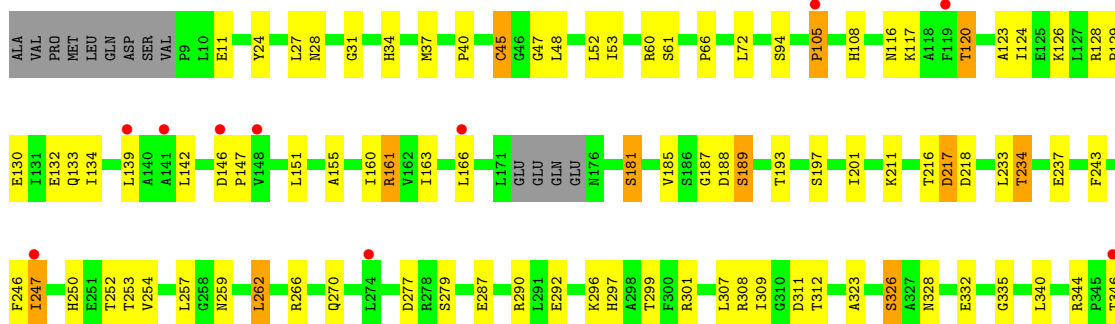 ALA VAL PRO MET LEU GLN ASP SER VAL P9 L10 E11 Y24 L27 N28 G31 H34 M37 P40 C45 G46 G47 L48 L52 I53 R60 S61 P66 L72 S94 P105 H108 N116 K117 A118 F119 T120 A123 I124 E125 K126 L127 R128
E130 I131 E132 Q133 I134 L139 A140 A141 L142 D146 P147 V148 L151 A155 I160 R161 V162 I163 L166 L171 GLU GLU GLN GLU N176 S181 V185 S186 G187 D188 S189 T193 S197 I201 K211 T216 D217 D218 L233 T234 E237 F243
F246 I247 H250 E251 T252 T253 V254 L257 G258 N259 L262 R266 Q270 L274 D277 R278 S279 E287 R290 L291 E292 K296 H297 A298 T299 F300 R301 L307 R308 I309 G310 D311 T312 A323 S326 A327 N328 E332 G335 L340 R344 P345